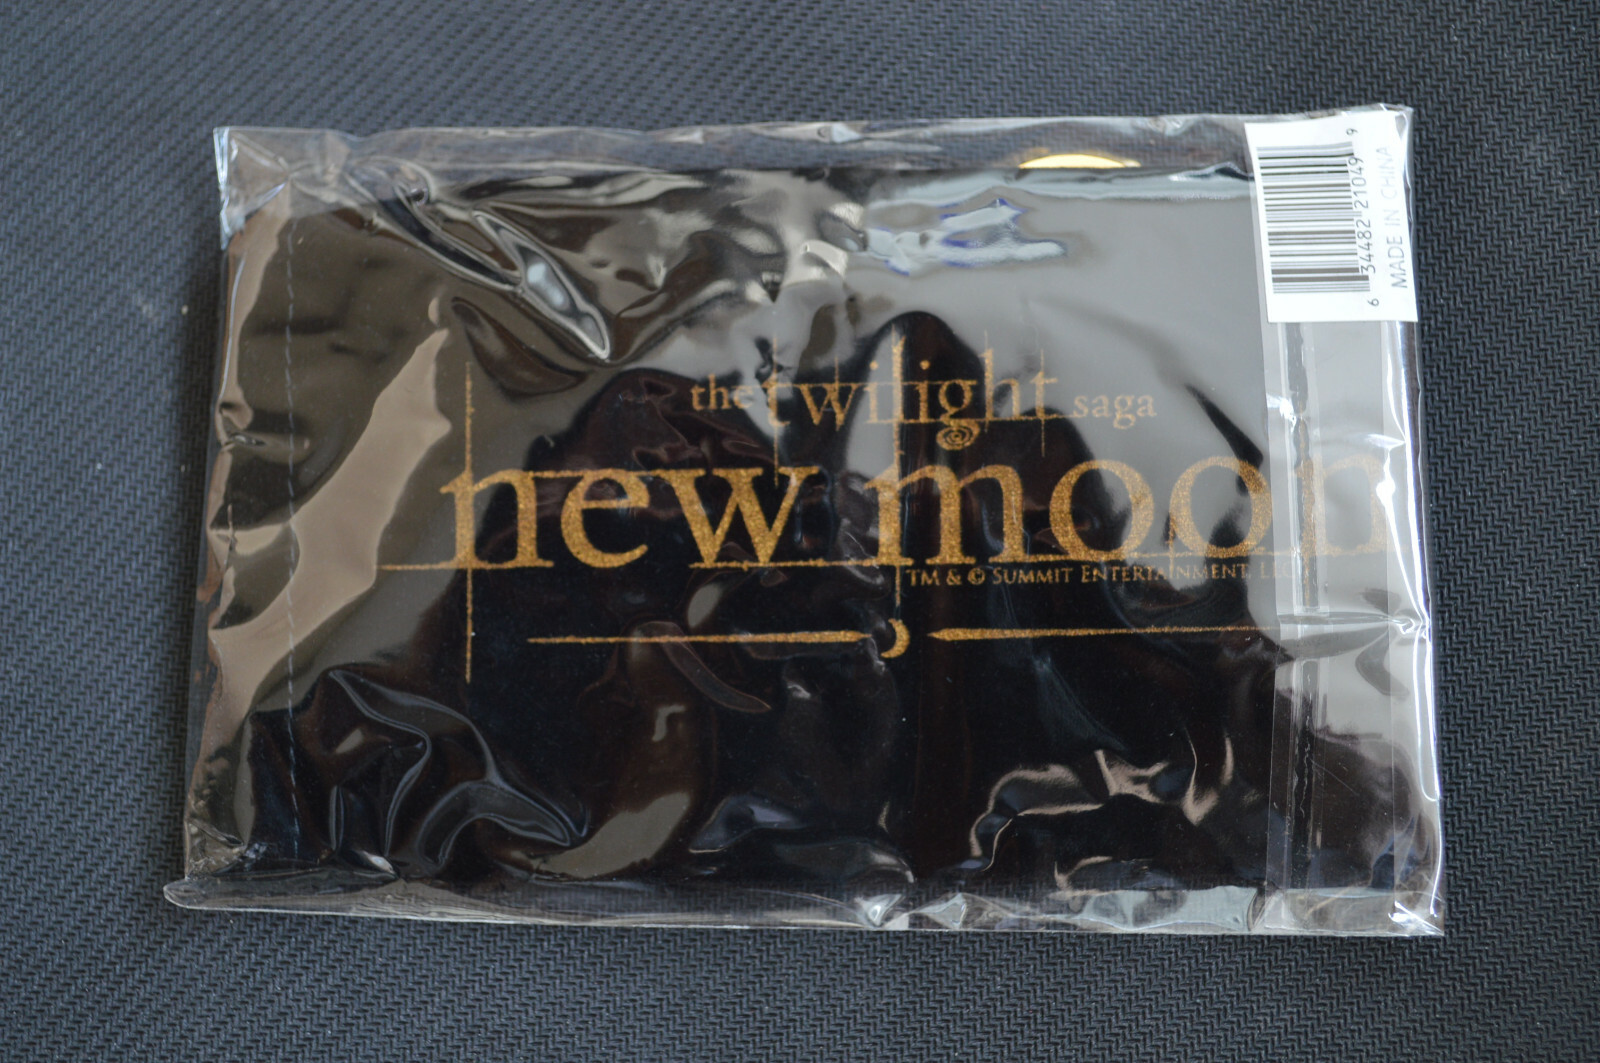 the twilight saga
new moon
TM & © SUMMIT ENTERTAINMENT, LLC
6 34482 21049 9
MADE IN CHINA